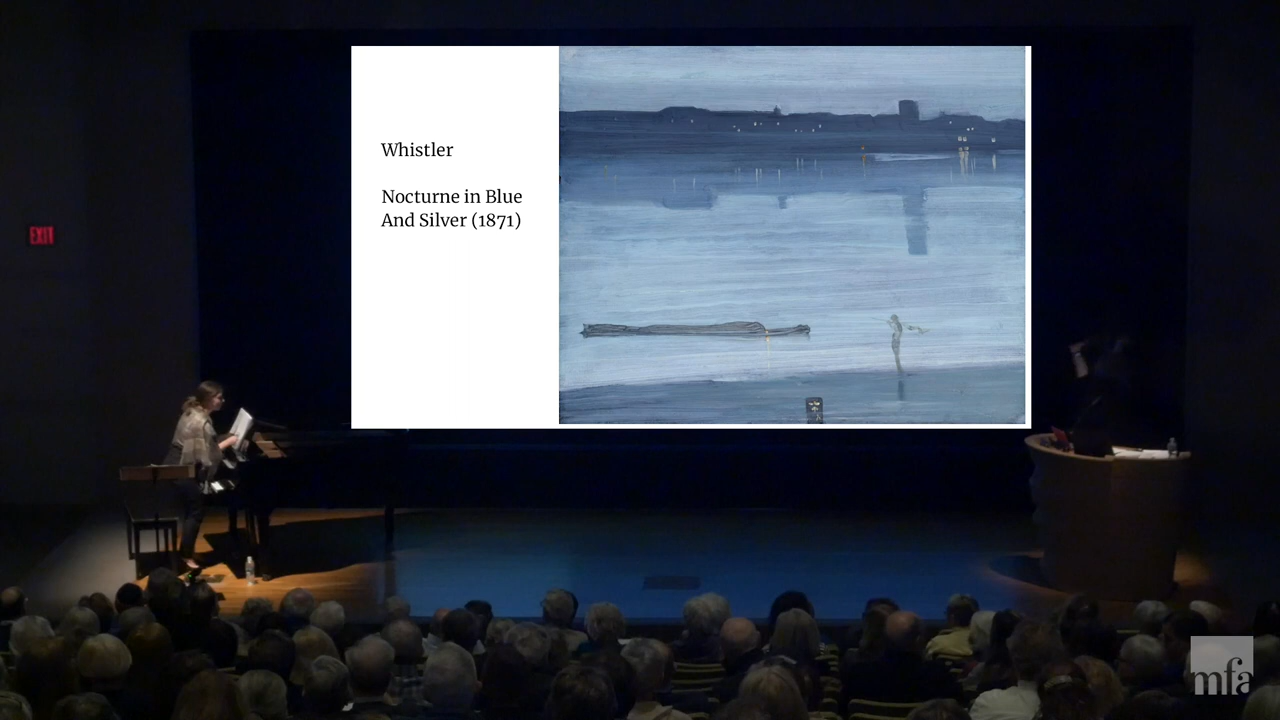 Whistler
Nocturne in Blue
And Silver (1871)
EXIT
mfa